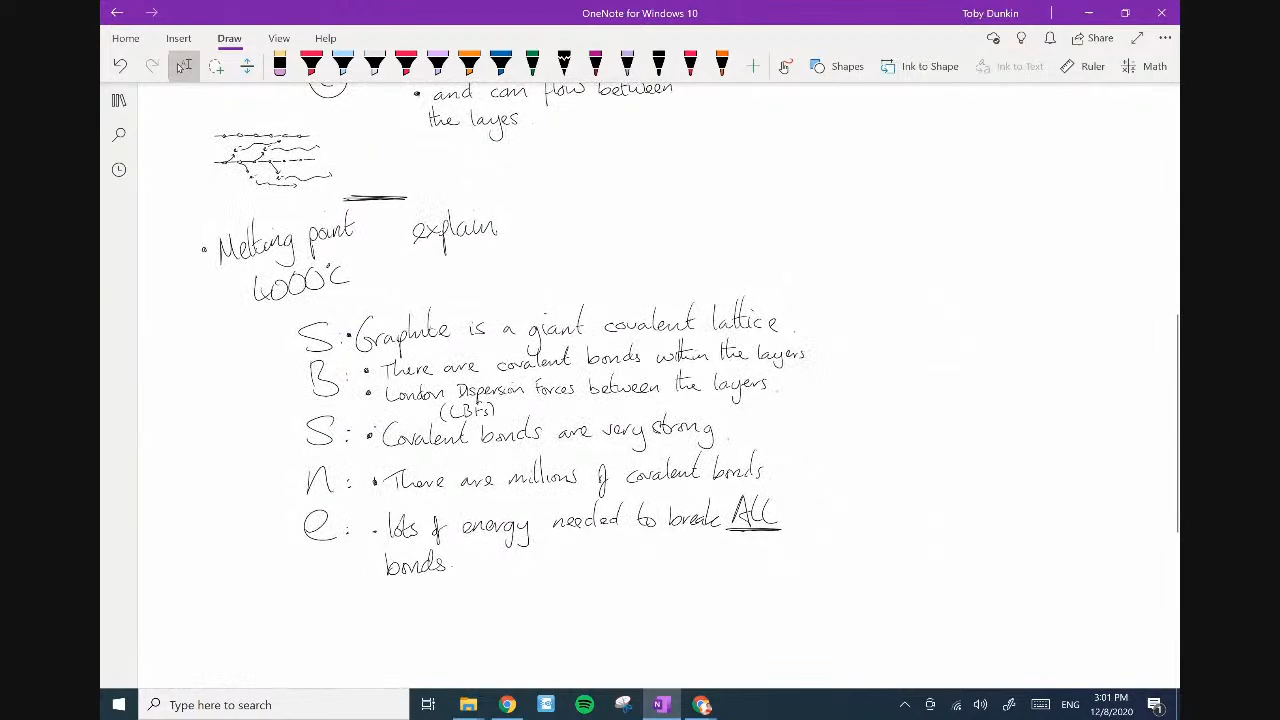 OneNote for Windows 10
Toby Dunkin
Home Insert Draw View Help
Share
Shapes
Ink to Shape
Ink to Text
Ruler
Math
• and can flow between
the layes
• Melting point explain
4000°C
S: • Graphite is a giant covalent lattice.
B: • There are covalent bonds within the layers
• London Dispersion Forces between the layers.
(LDFs)
S: • Covalent bonds are very strong.
n: • There are millions of covalent bonds
e: • lots of energy needed to break ALL
bonds.
Type here to search
ENG
3:01 PM
12/8/2020
1